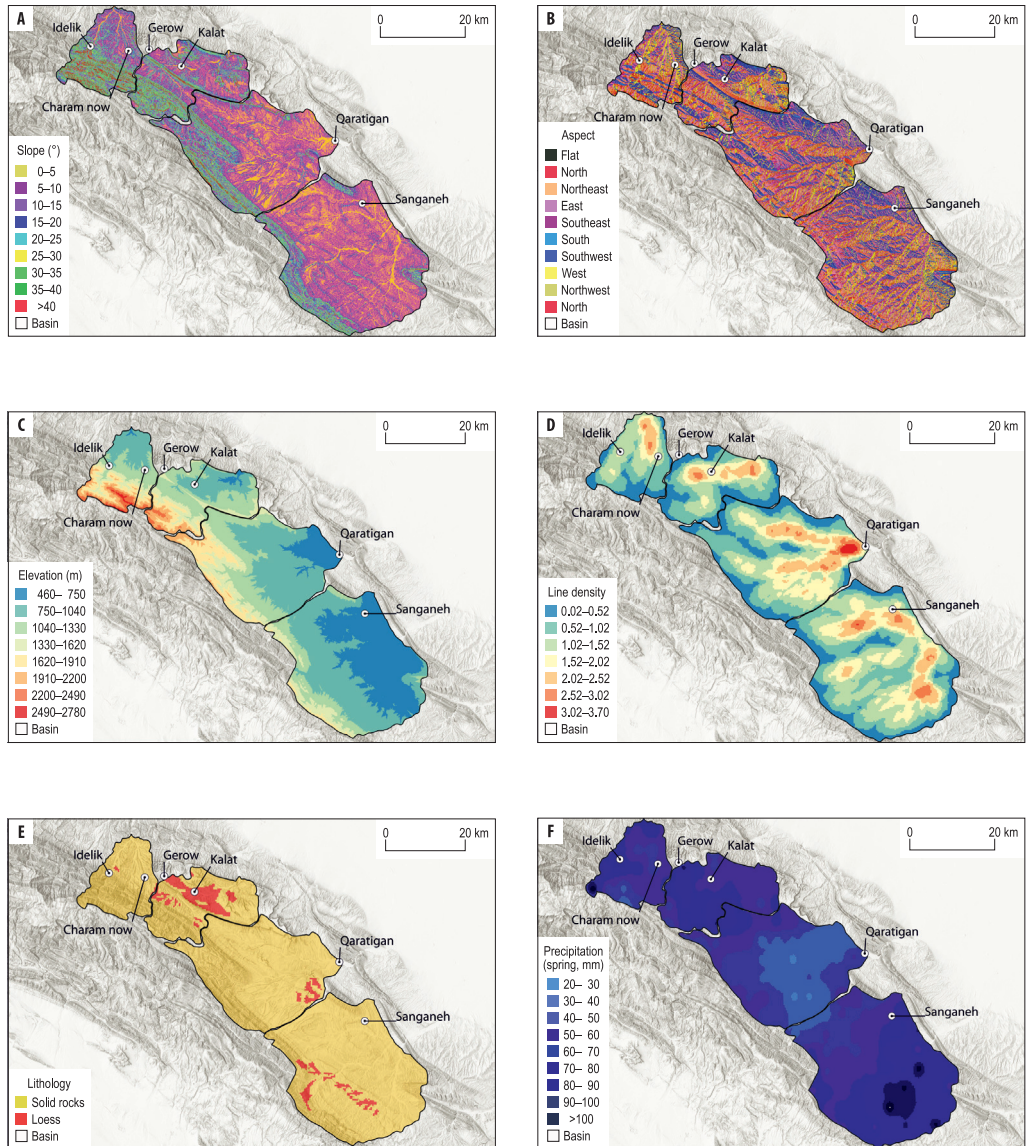 A
0 20 km
Idelik
Gerow
Kalat
Charam now
Qaratigan
Sanganeh
Slope (°)
0–5
5–10
10–15
15–20
20–25
25–30
30–35
35–40
>40
Basin
B
0 20 km
Idelik
Gerow
Kalat
Charam now
Qaratigan
Sanganeh
Aspect
Flat
North
Northeast
East
Southeast
South
Southwest
West
Northwest
North
Basin
C
0 20 km
Idelik
Gerow
Kalat
Charam now
Qaratigan
Sanganeh
Elevation (m)
460– 750
750–1040
1040–1330
1330–1620
1620–1910
1910–2200
2200–2490
2490–2780
Basin
D
0 20 km
Idelik
Gerow
Kalat
Charam now
Qaratigan
Sanganeh
Line density
0.02–0.52
0.52–1.02
1.02–1.52
1.52–2.02
2.02–2.52
2.52–3.02
3.02–3.70
Basin
E
0 20 km
Idelik
Gerow
Kalat
Charam now
Qaratigan
Sanganeh
Lithology
Solid rocks
Loess
Basin
F
0 20 km
Idelik
Gerow
Kalat
Charam now
Qaratigan
Sanganeh
Precipitation
(spring, mm)
20– 30
30– 40
40– 50
50– 60
60– 70
70– 80
80– 90
90–100
>100
Basin